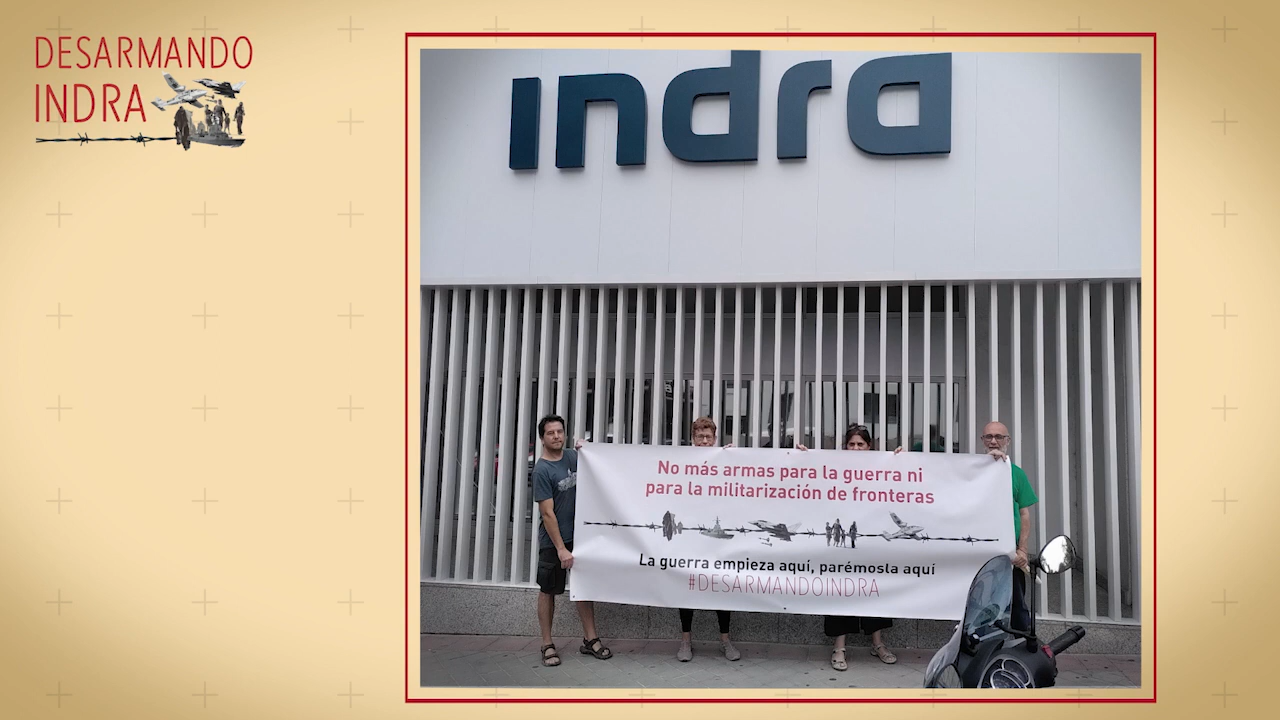 DESARMANDO
INDRA
indra
No más armas para la guerra ni
para la militarización de fronteras
La guerra empieza aquí, parémosla aquí
#DESARMANDOINDRA